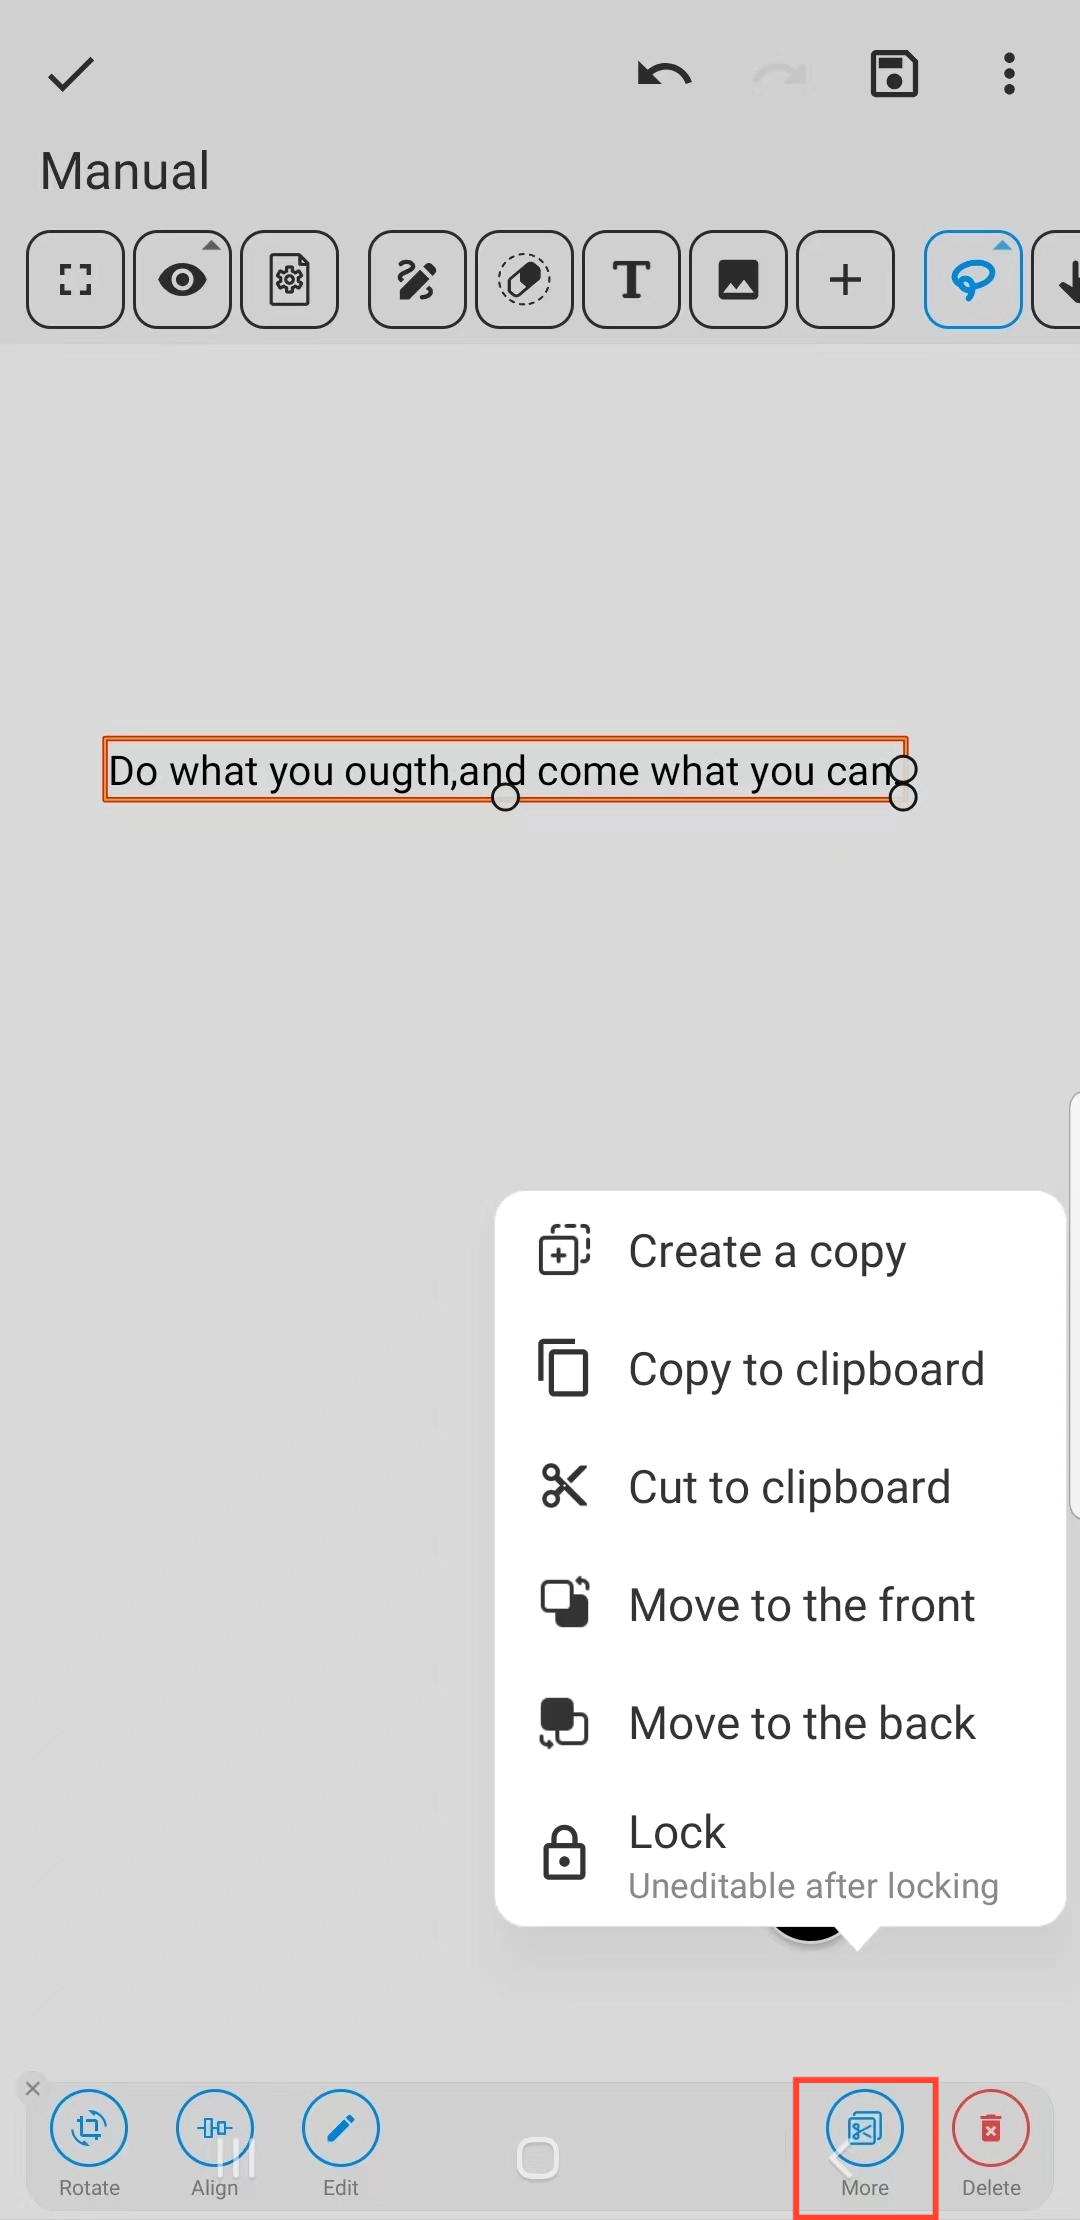 Manual
T
Do what you ougth,and come what you can
Create a copy
Copy to clipboard
Cut to clipboard
Move to the front
Move to the back
Lock
Uneditable after locking
Rotate Align Edit More Delete